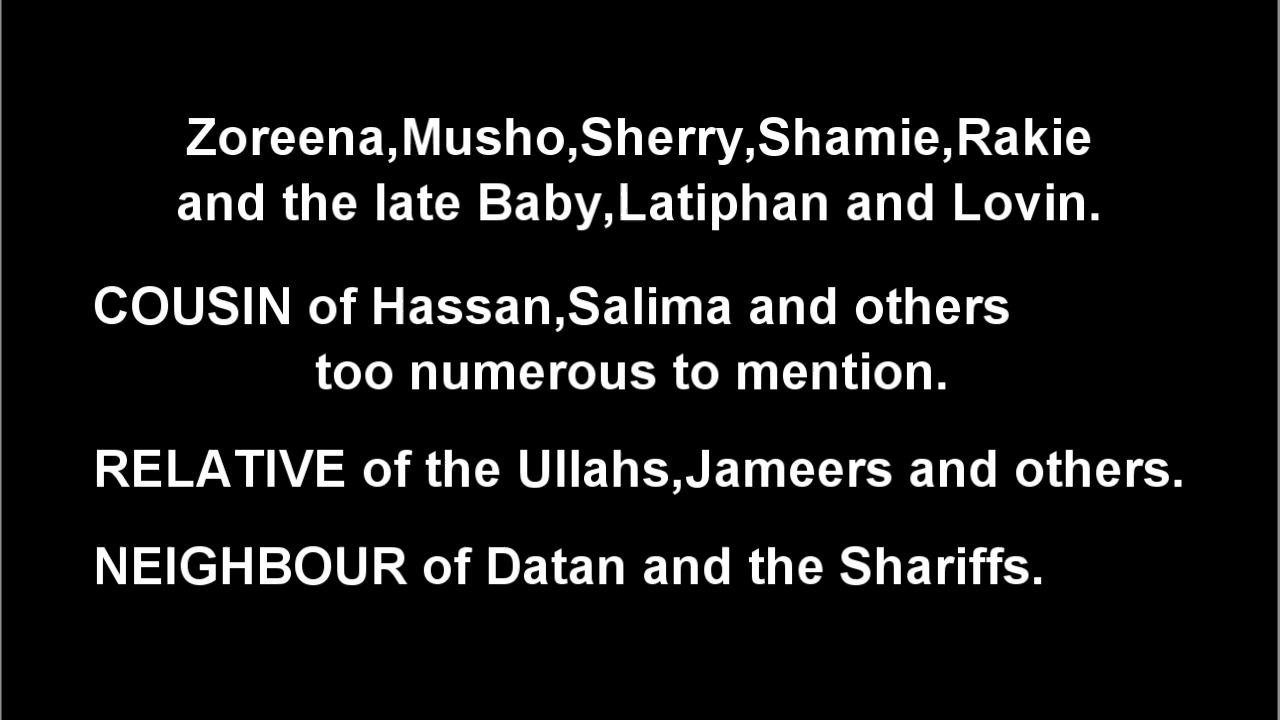 Zoreena,Musho,Sherry,Shamie,Rakie
and the late Baby,Latiphan and Lovin.
COUSIN of Hassan,Salima and others
too numerous to mention.
RELATIVE of the Ullahs,Jameers and others.
NEIGHBOUR of Datan and the Shariffs.